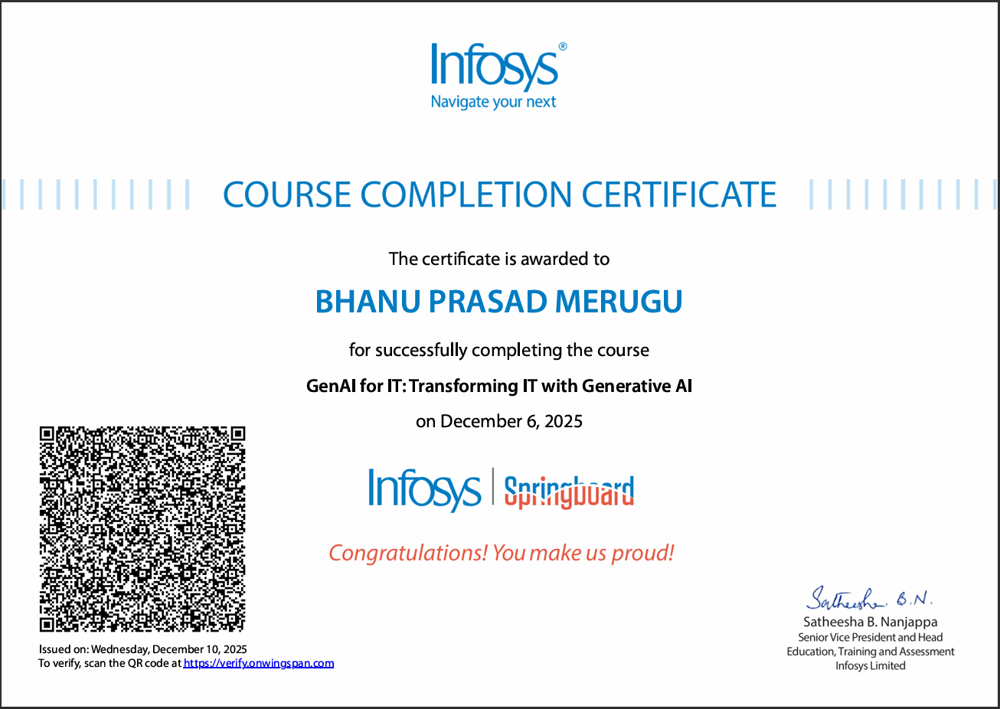 Infosys®
Navigate your next
COURSE COMPLETION CERTIFICATE
The certificate is awarded to
BHANU PRASAD MERUGU
for successfully completing the course
GenAI for IT: Transforming IT with Generative AI
on December 6, 2025
Infosys | Springboard
Congratulations! You make us proud!
Issued on: Wednesday, December 10, 2025
To verify, scan the QR code at https://verify.onwingspan.com
Satheesha B.N.
Satheesha B. Nanjappa
Senior Vice President and Head
Education, Training and Assessment
Infosys Limited